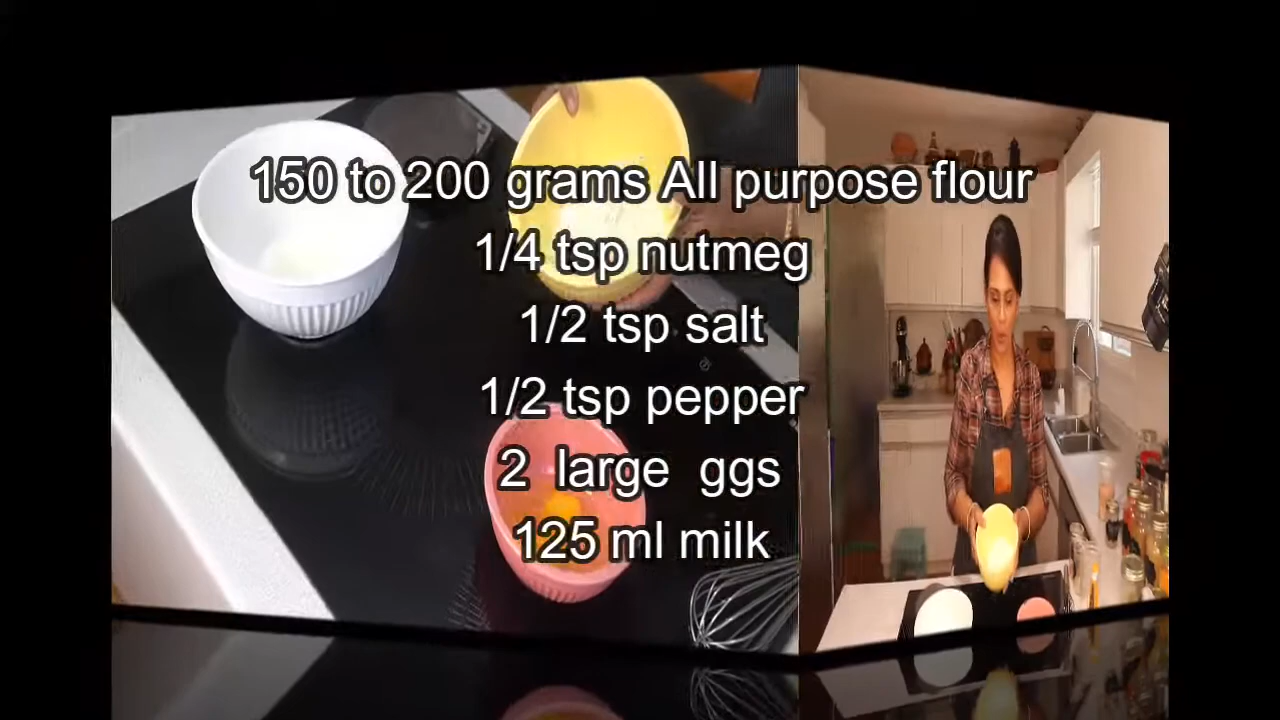 150 to 200 grams All purpose flour
1/4 tsp nutmeg
1/2 tsp salt
1/2 tsp pepper
2 large ggs
125 ml milk